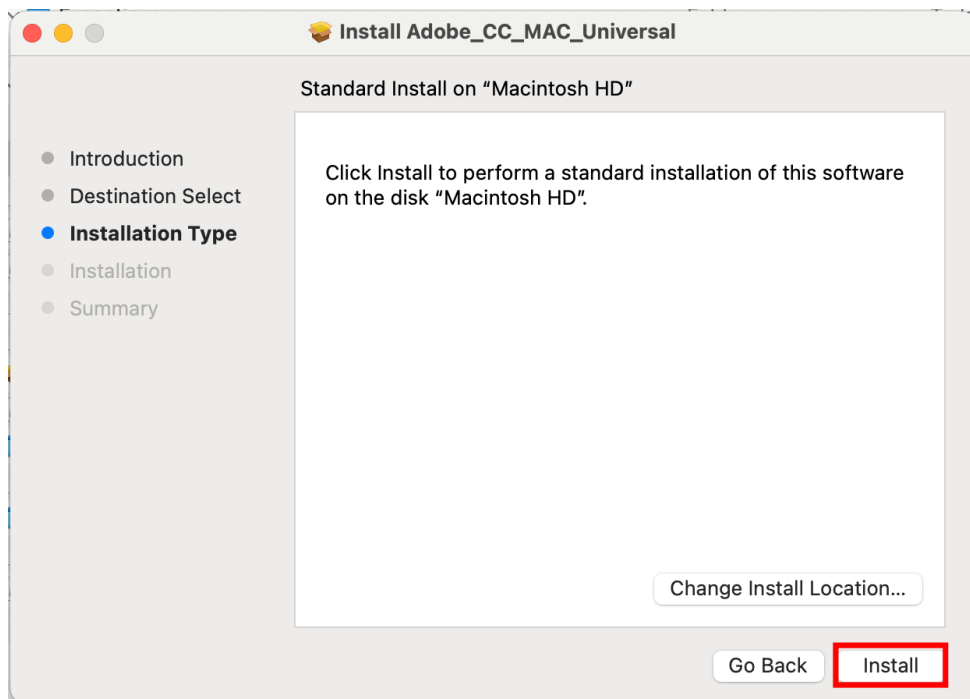 Install Adobe_CC_MAC_Universal
Standard Install on “Macintosh HD”
Introduction
Destination Select
Installation Type
Installation
Summary
Click Install to perform a standard installation of this software
on the disk “Macintosh HD”.
Change Install Location...
Go Back
Install